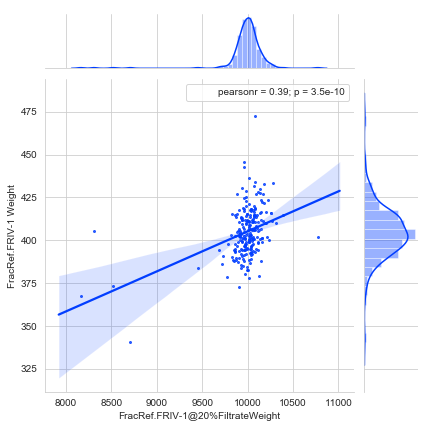 pearsonr = 0.39; p = 3.5e-10
475
450
425
400
375
350
325
FracRef.FRIV-1 Weight
8000 8500 9000 9500 10000 10500 11000
FracRef.FRIV-1@20%FiltrateWeight